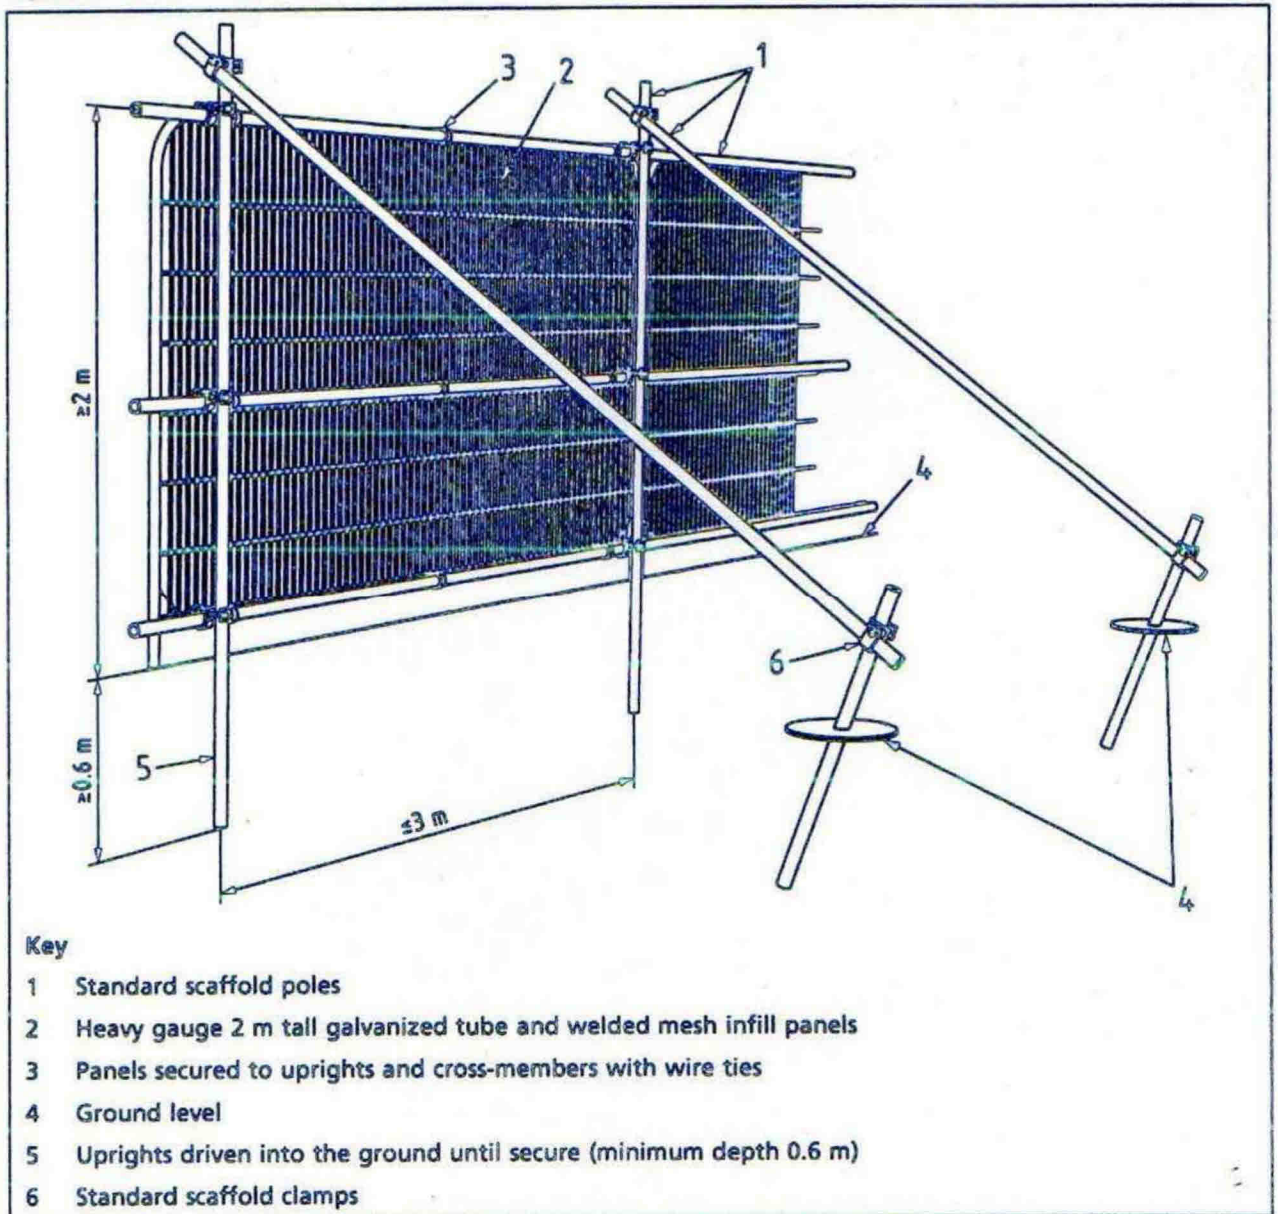 3
2
1
≥2 m
4
6
≥0.6 m
5
≤3 m
4
Key
1 Standard scaffold poles
2 Heavy gauge 2 m tall galvanized tube and welded mesh infill panels
3 Panels secured to uprights and cross-members with wire ties
4 Ground level
5 Uprights driven into the ground until secure (minimum depth 0.6 m)
6 Standard scaffold clamps